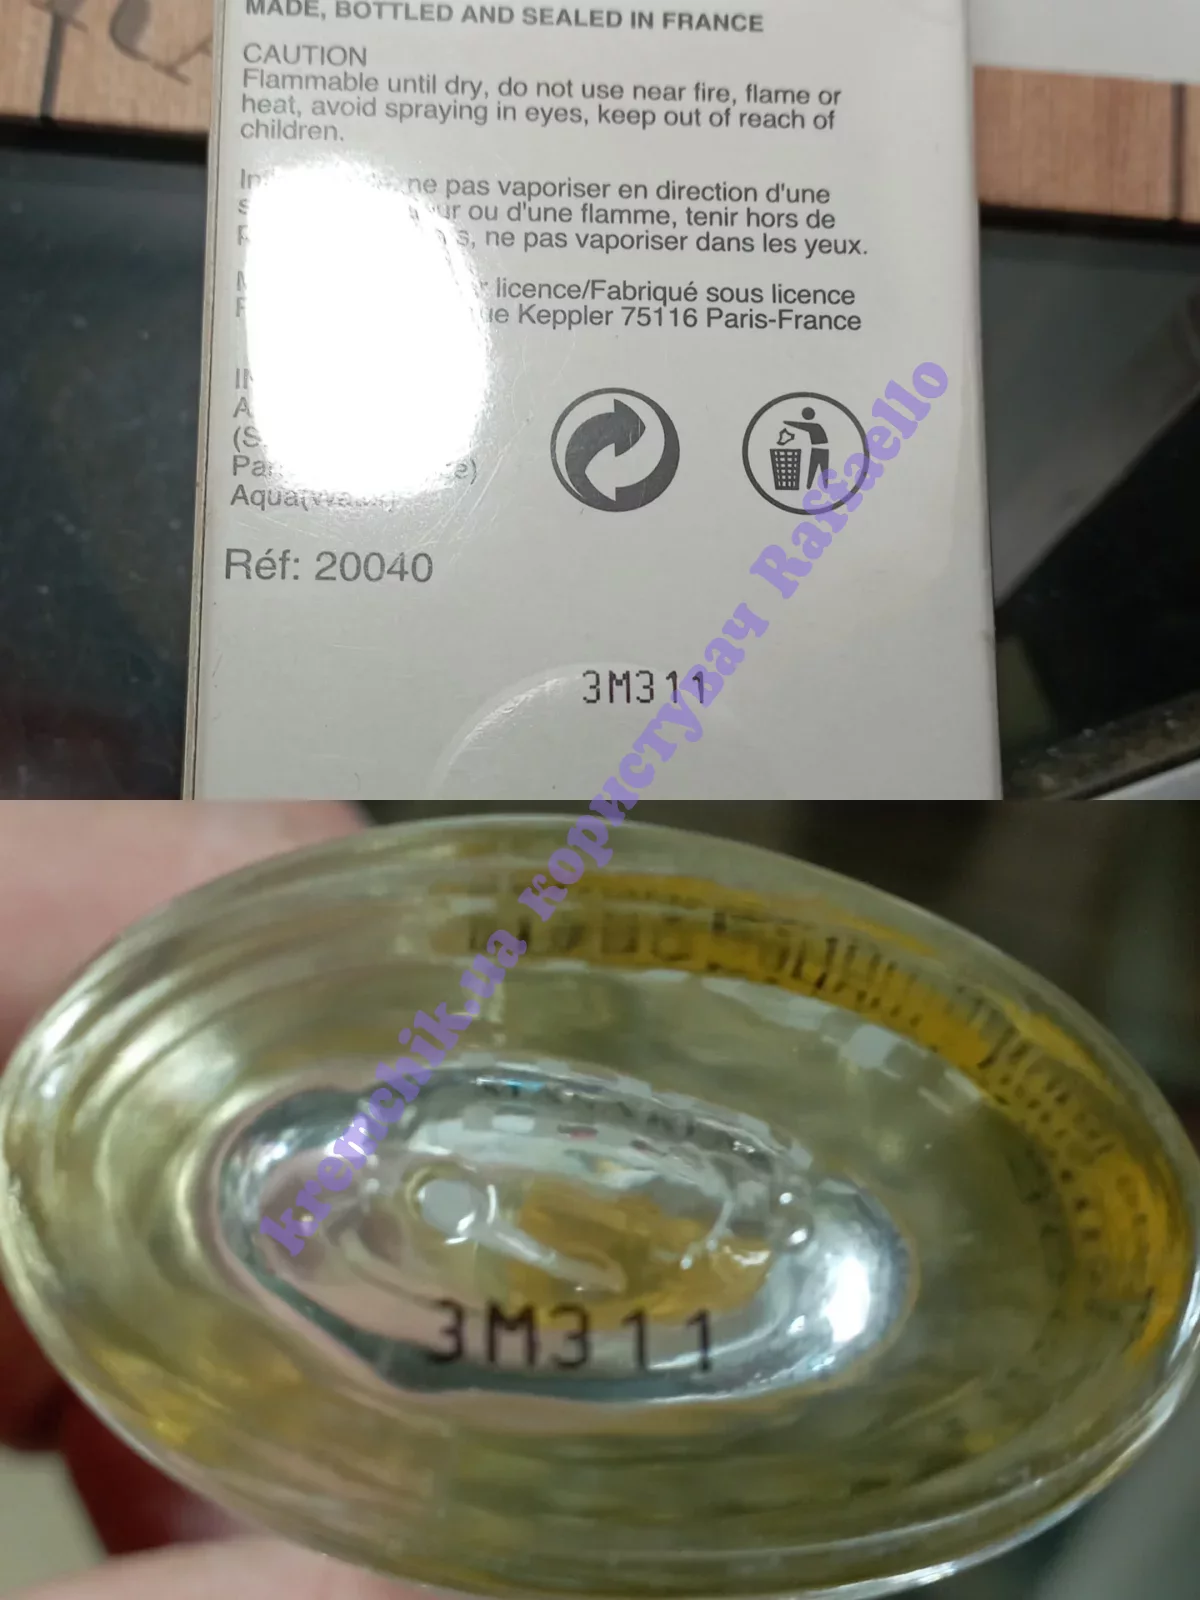 MADE, BOTTLED AND SEALED IN FRANCE
CAUTION
Flammable until dry, do not use near fire, flame or
heat, avoid spraying in eyes, keep out of reach of
children.
ne pas vaporiser en direction d'une
ou d'une flamme, tenir hors de
ne pas vaporiser dans les yeux.
licence/Fabriqué sous licence
Keppler 75116 Paris-France
Aqua(Water)
Réf: 20040
3M311
kremchik.ua користувач Raffaello
3M311